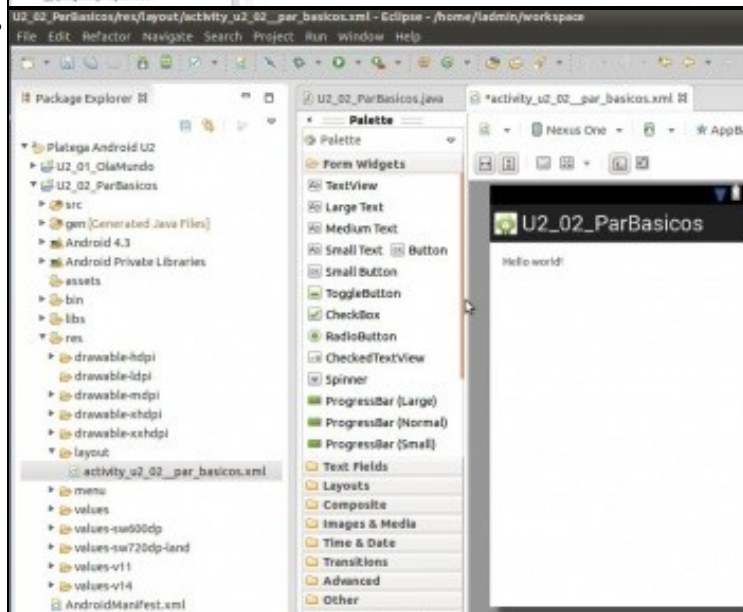 U2_02_ParBasicos/res/layout/activity_u2_02__par_basicos.xml - Eclipse - /home/ladmin/workspace
File Edit Refactor Navigate Search Project Run Window Help
Package Explorer
Platega Android U2
U2_01_OlaMundo
U2_02_ParBasicos
src
gen [Generated Java Files]
Android 4.3
Android Private Libraries
assets
bin
libs
res
drawable-hdpi
drawable-ldpi
drawable-mdpi
drawable-xhdpi
drawable-xxhdpi
layout
activity_u2_02__par_basicos.xml
menu
values
values-sw600dp
values-sw720dp-land
values-v11
values-v14
AndroidManifest.xml
U2_02_ParBasicos.java
*activity_u2_02__par_basicos.xml
Palette
Palette
Form Widgets
TextView
Large Text
Medium Text
Small Text Button
Small Button
ToggleButton
CheckBox
RadioButton
CheckedTextView
Spinner
ProgressBar (Large)
ProgressBar (Normal)
ProgressBar (Small)
Text Fields
Layouts
Composite
Images & Media
Time & Date
Transitions
Advanced
Other
Nexus One
AppBa
U2_02_ParBasicos
Hello world!